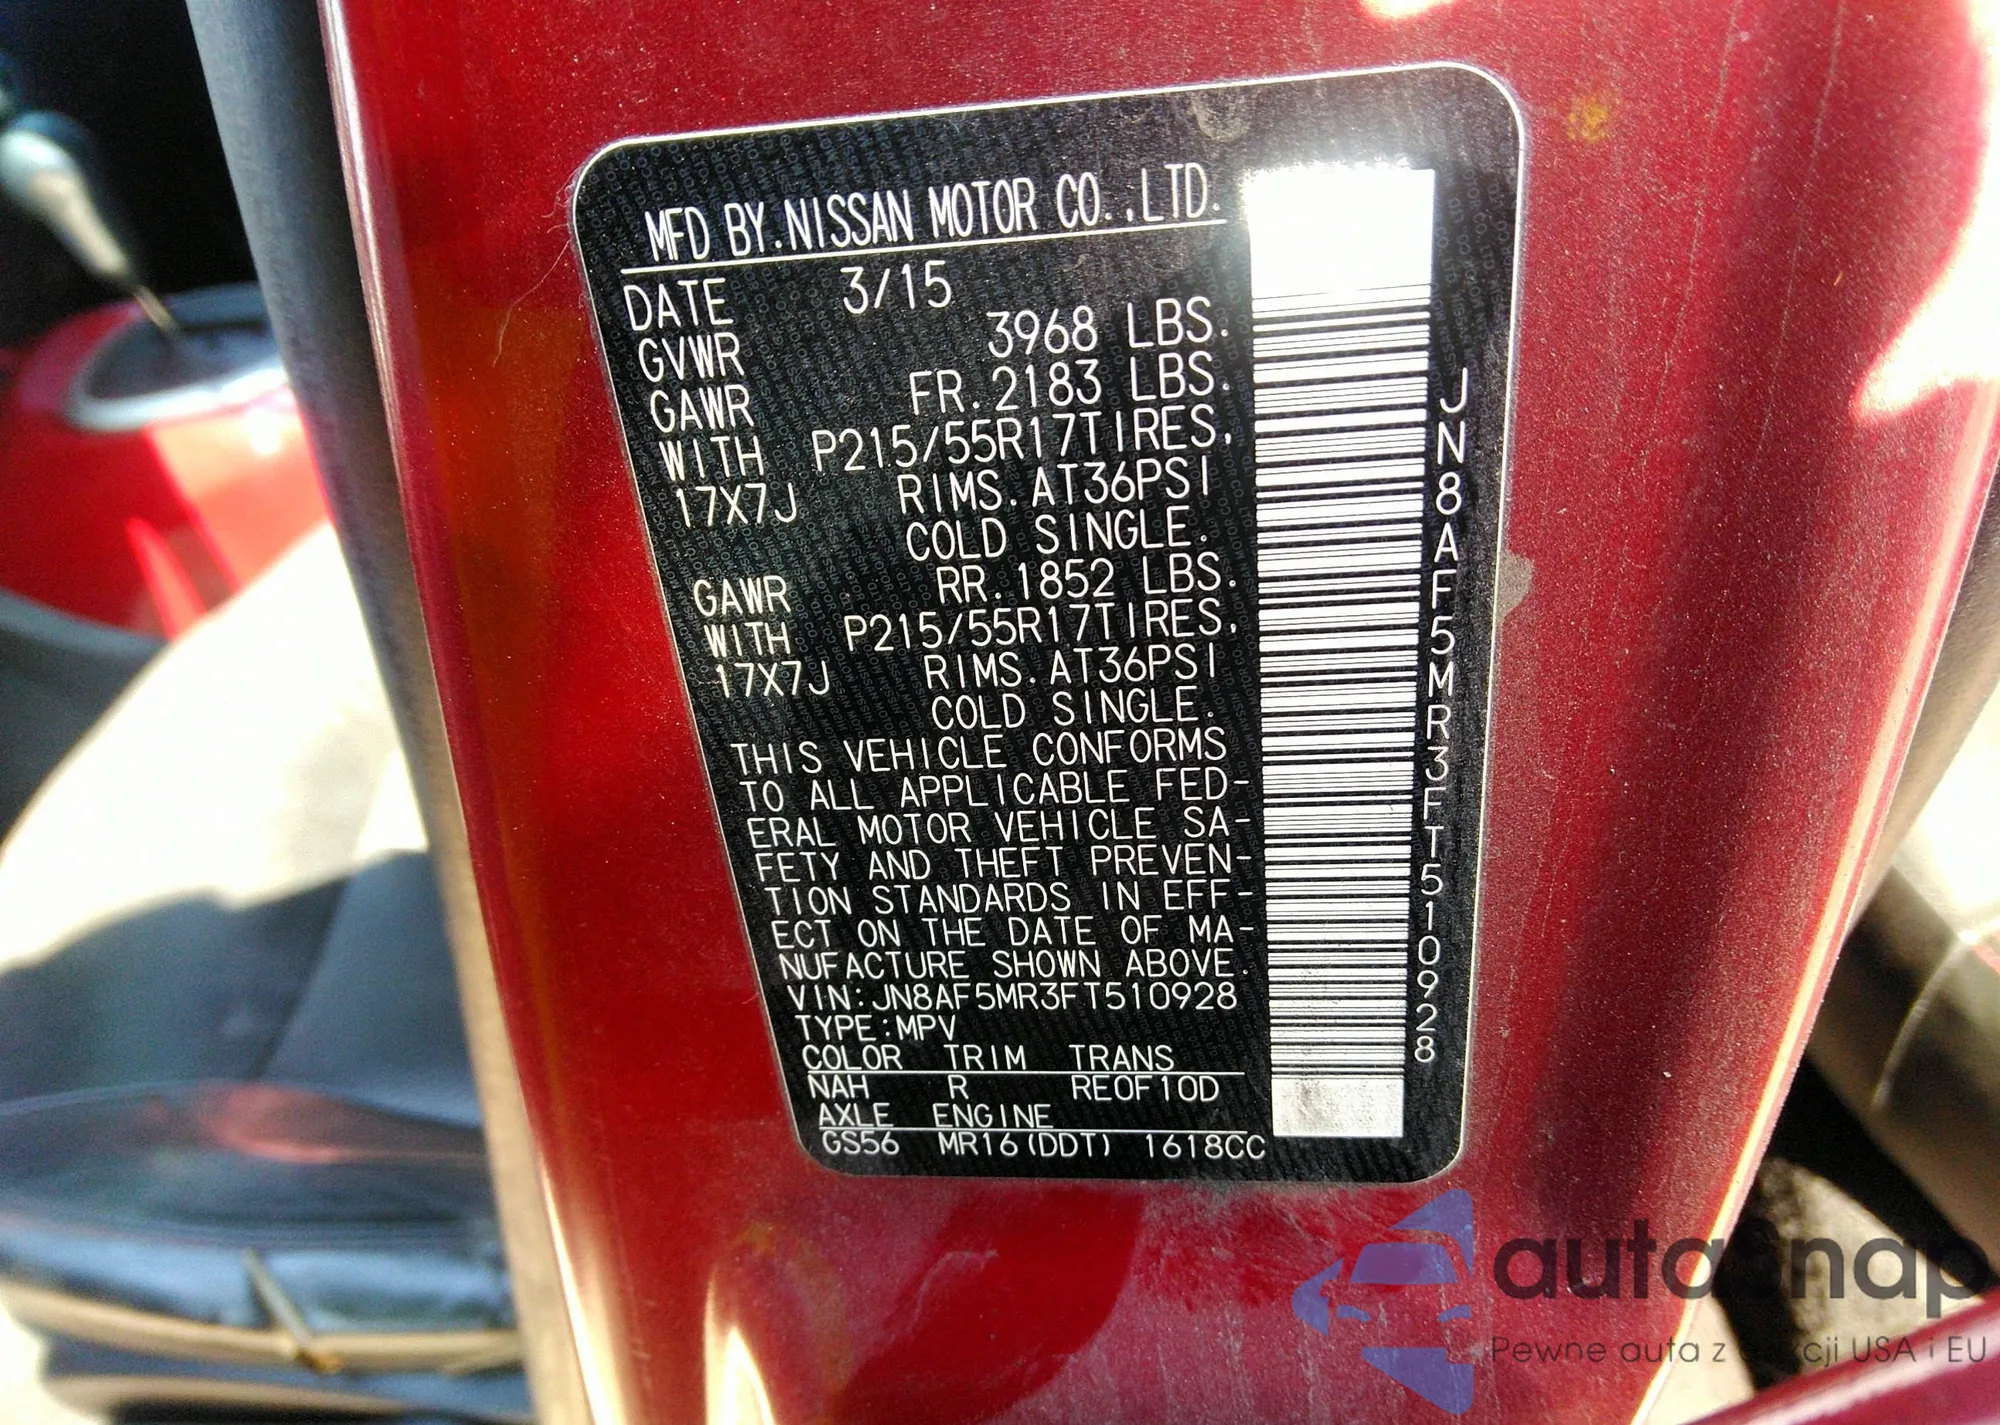 MFD BY.NISSAN MOTOR CO.,LTD.
DATE 3/15
GVWR 3968 LBS.
GAWR FR.2183 LBS.
WITH P215/55R17TIRES,
17X7J RIMS.AT36PSI
COLD SINGLE.
GAWR RR.1852 LBS.
WITH P215/55R17TIRES,
17X7J RIMS.AT36PSI
COLD SINGLE.
THIS VEHICLE CONFORMS
TO ALL APPLICABLE FED-
ERAL MOTOR VEHICLE SA-
FETY AND THEFT PREVEN-
TION STANDARDS IN EFF-
ECT ON THE DATE OF MA-
NUFACTURE SHOWN ABOVE.
VIN:JN8AF5MR3FT510928
TYPE:MPV
COLOR TRIM TRANS
NAH R RE0F10D
AXLE ENGINE
GS56 MR16(DDT) 1618CC
JN8AF5MR3FT510928
autosnap
Pewne auta z aukcji USA i EU